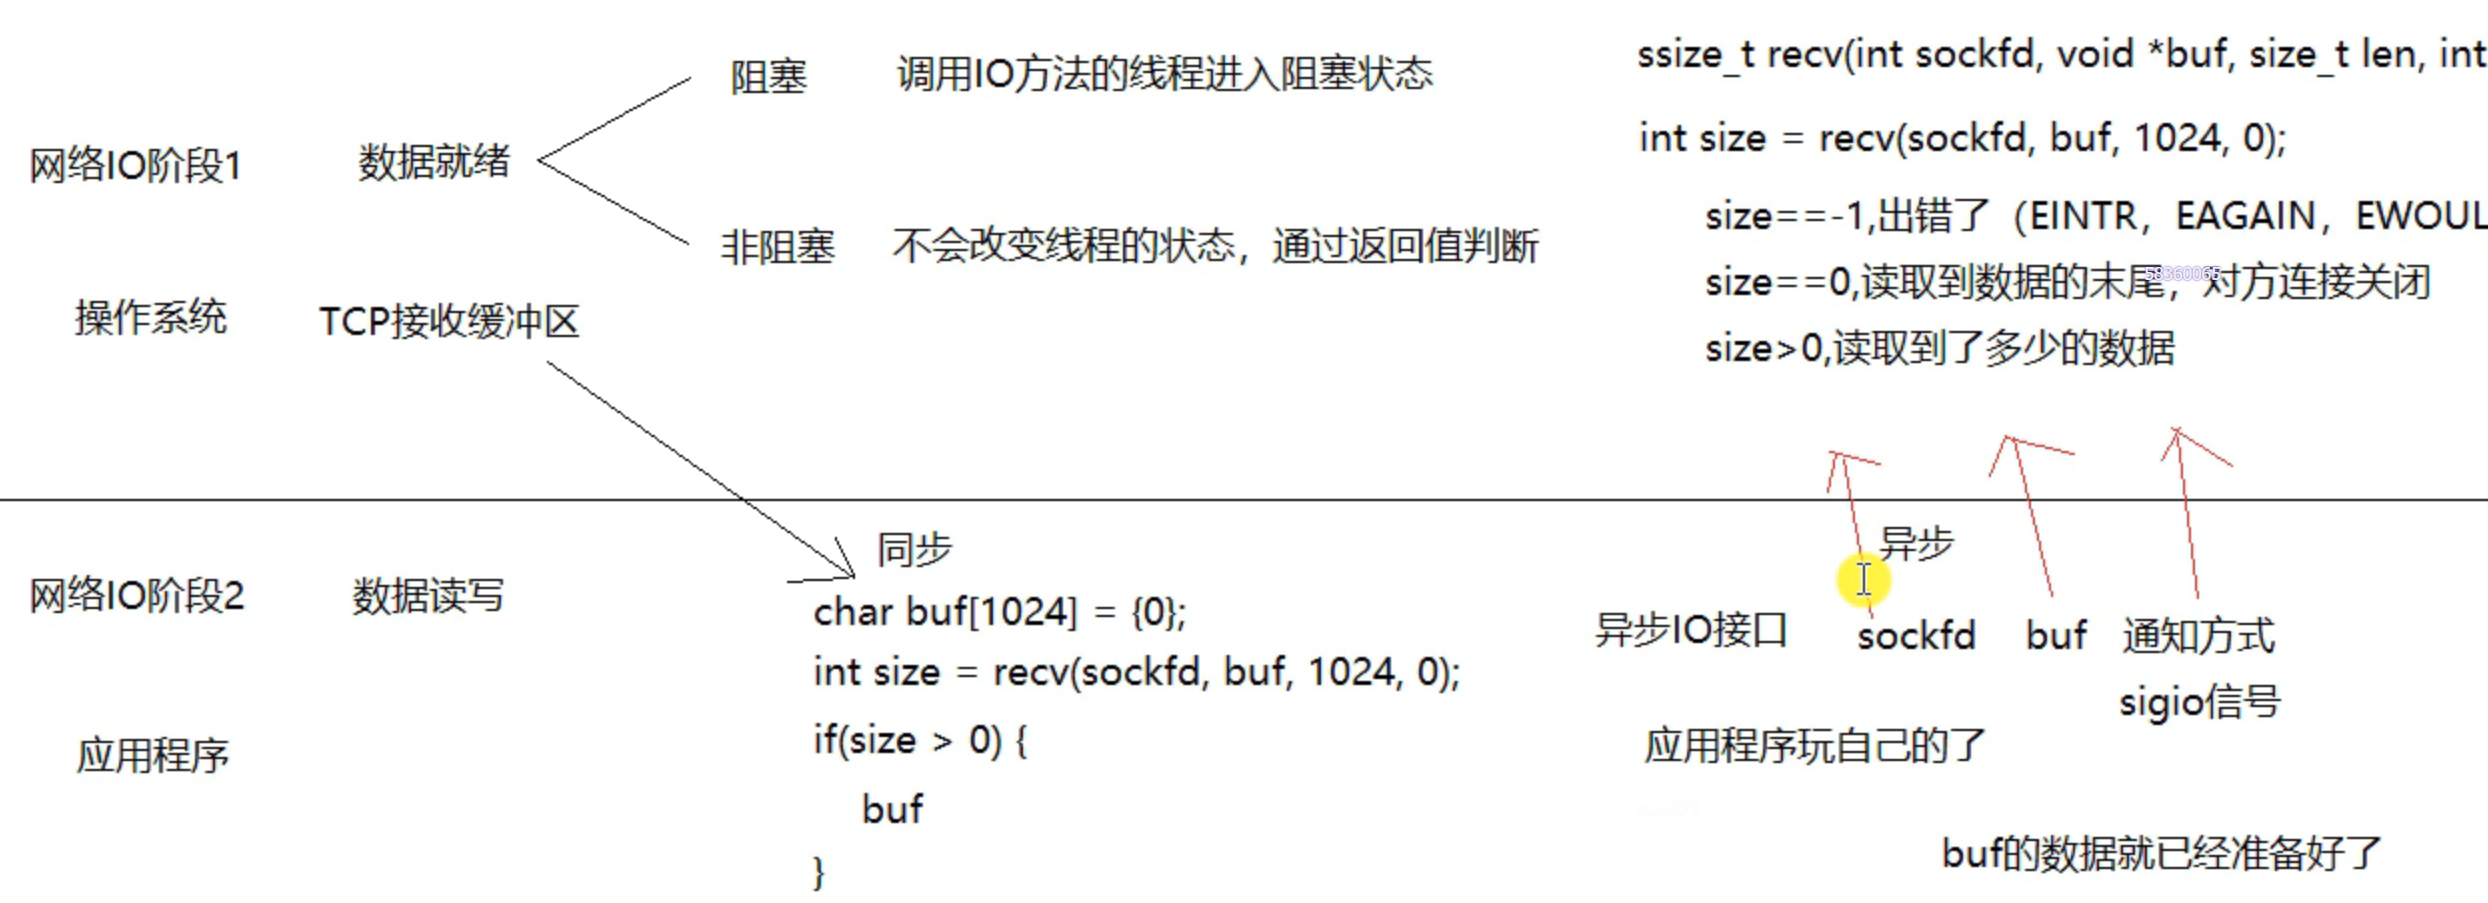 ssize_t recv(int sockfd, void *buf, size_t len, int
阻塞 调用IO方法的线程进入阻塞状态
int size = recv(sockfd, buf, 1024, 0);
网络IO阶段1 数据就绪
size==-1,出错了（EINTR，EAGAIN，EWOUL
非阻塞 不会改变线程的状态，通过返回值判断
size==0,读取到数据的末尾，对方连接关闭
58360065
操作系统 TCP接收缓冲区
size>0,读取到了多少的数据
同步
异步
网络IO阶段2 数据读写
char buf[1024] = {0};
异步IO接口 sockfd buf 通知方式
int size = recv(sockfd, buf, 1024, 0);
sigio信号
应用程序
if(size > 0) {
应用程序玩自己的了
buf
buf的数据就已经准备好了
}